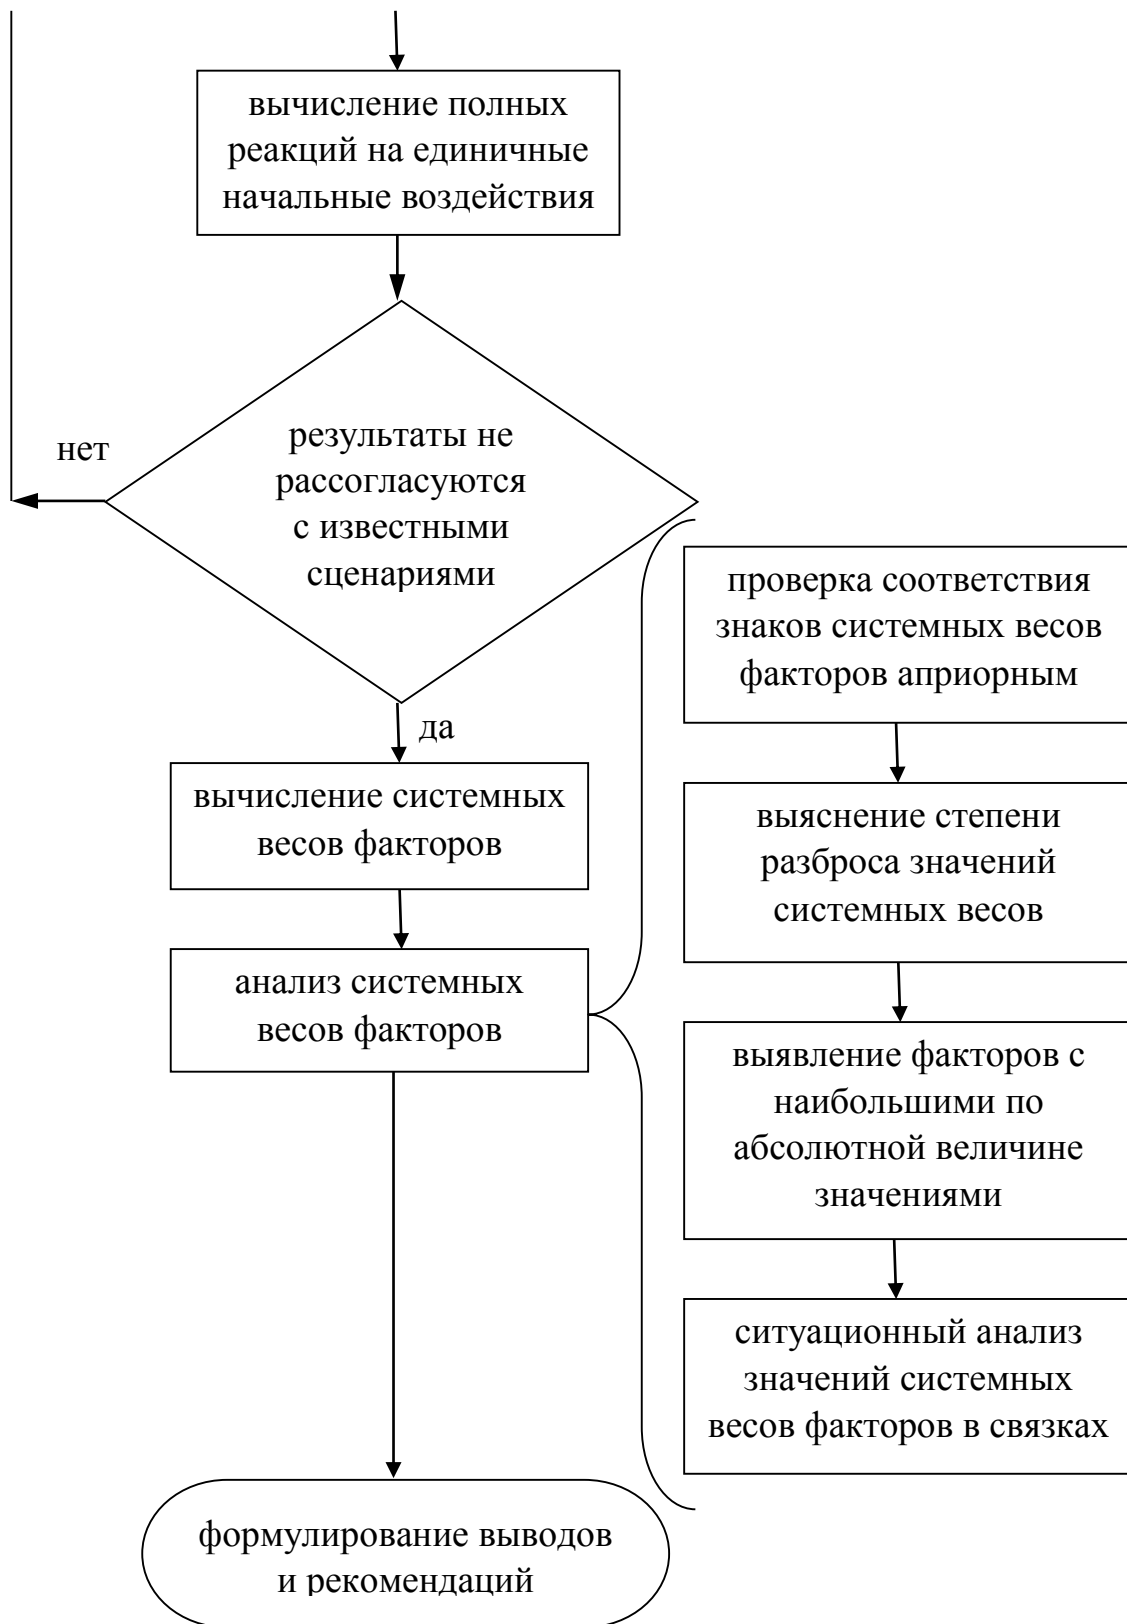 вычисление полных
реакций на единичные
начальные воздействия
нет
результаты не
рассогласуются
с известными
сценариями
да
вычисление системных
весов факторов
анализ системных
весов факторов
проверка соответствия
знаков системных весов
факторов априорным
выяснение степени
разброса значений
системных весов
выявление факторов с
наибольшими по
абсолютной величине
значениями
ситуационный анализ
значений системных
весов факторов в связках
формулирование выводов
и рекомендаций